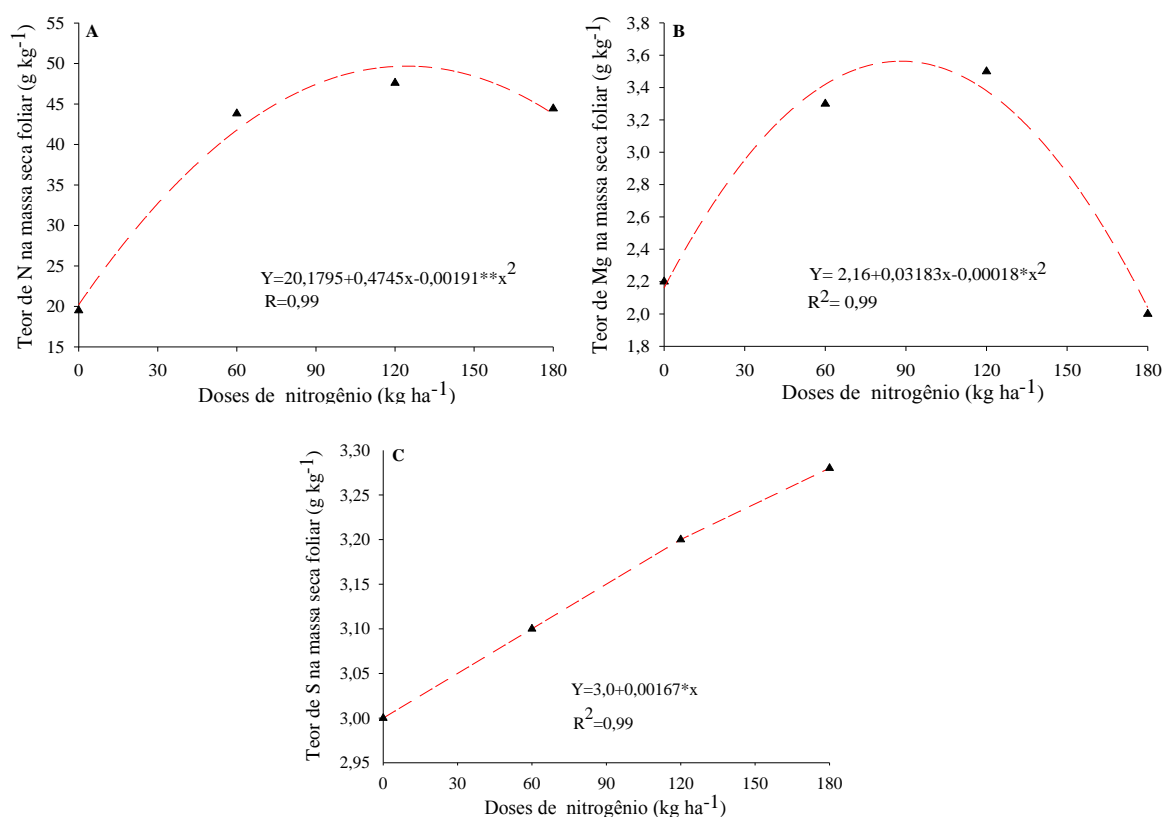 A
Teor de N na massa seca foliar (g kg⁻¹)
55
50
45
40
35
30
25
20
15
Y=20,1795+0,4745x-0,00191**x²
R=0,99
0 30 60 90 120 150 180
Doses de nitrogênio (kg ha⁻¹)
B
Teor de Mg na massa seca foliar (g kg⁻¹)
3,8
3,6
3,4
3,2
3,0
2,8
2,6
2,4
2,2
2,0
1,8
Y= 2,16+0,03183x-0,00018*x²
R²= 0,99
0 30 60 90 120 150 180
Doses de nitrogênio (kg ha⁻¹)
C
Teor de S na massa seca foliar (g kg⁻¹)
3,30
3,25
3,20
3,15
3,10
3,05
3,00
2,95
Y=3,0+0,00167*x
R²=0,99
0 30 60 90 120 150 180
Doses de nitrogênio (kg ha⁻¹)